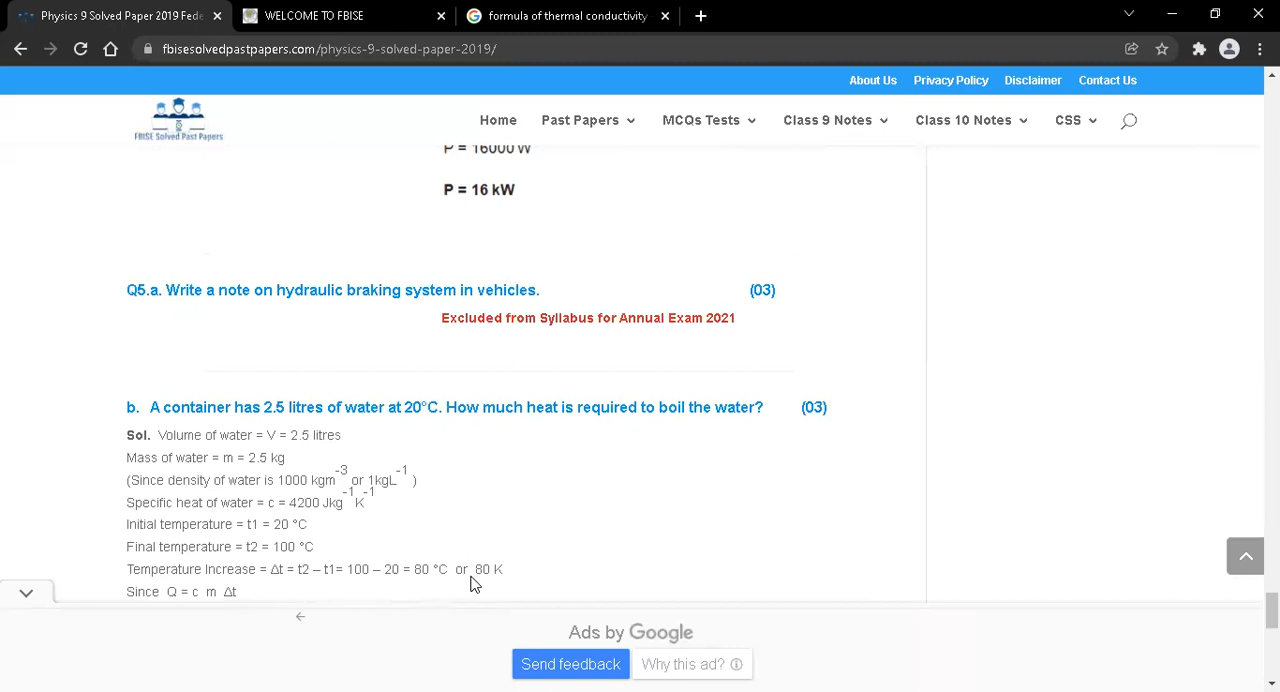 Physics 9 Solved Paper 2019 Fede
WELCOME TO FBISE
formula of thermal conductivity
fbisesolvedpastpapers.com/physics-9-solved-paper-2019/
About Us Privacy Policy Disclaimer Contact Us
FBISE Solved Past Papers
Home Past Papers MCQs Tests Class 9 Notes Class 10 Notes CSS
P = 16000 W
P = 16 kW
Q5.a. Write a note on hydraulic braking system in vehicles. (03)
Excluded from Syllabus for Annual Exam 2021
b. A container has 2.5 litres of water at 20°C. How much heat is required to boil the water? (03)
Sol. Volume of water = V = 2.5 litres
Mass of water = m = 2.5 kg
(Since density of water is 1000 kgm⁻³ or 1kgL⁻¹ )
Specific heat of water = c = 4200 Jkg⁻¹K⁻¹
Initial temperature = t1 = 20 °C
Final temperature = t2 = 100 °C
Temperature Increase = Δt = t2 – t1= 100 – 20 = 80 °C or 80 K
Since Q = c m Δt
Ads by Google
Send feedback Why this ad?